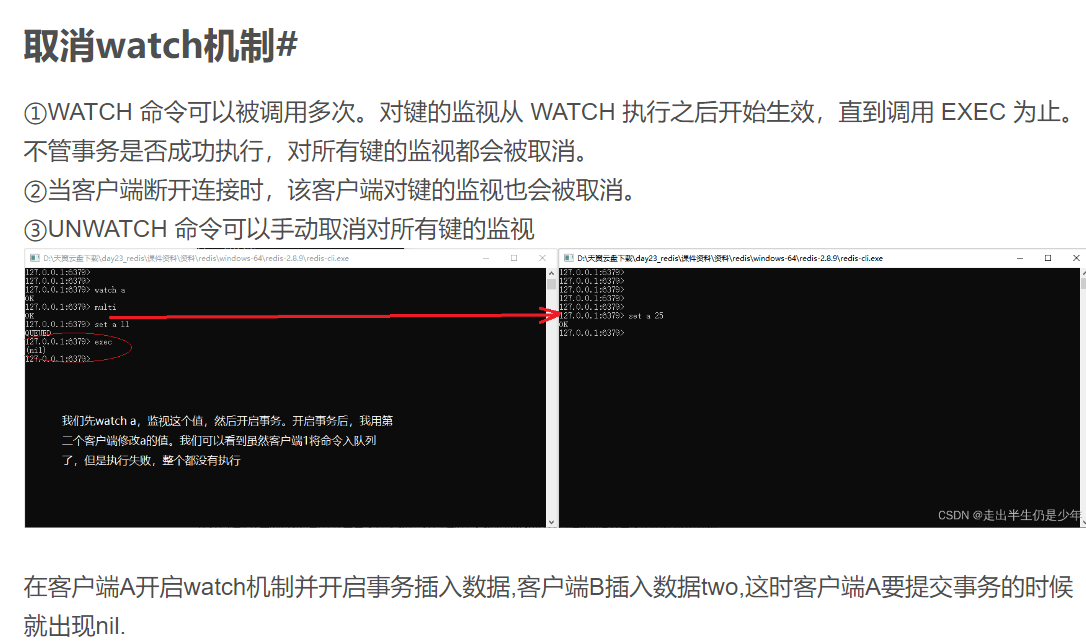 取消watch机制#
①WATCH 命令可以被调用多次。对键的监视从 WATCH 执行之后开始生效，直到调用 EXEC 为止。
不管事务是否成功执行，对所有键的监视都会被取消。
②当客户端断开连接时，该客户端对键的监视也会被取消。
③UNWATCH 命令可以手动取消对所有键的监视
D:\天翼云盘下载\day23_redis\课件资料\资料\redis\windows-64\redis-2.8.9\redis-cli.exe
127.0.0.1:6379>
127.0.0.1:6379>
127.0.0.1:6379> watch a
OK
127.0.0.1:6379> multi
OK
127.0.0.1:6379> set a 11
QUEUED
127.0.0.1:6379> exec
(nil)
127.0.0.1:6379>
我们先watch a，监视这个值，然后开启事务。开启事务后，我用第
二个客户端修改a的值。我们可以看到虽然客户端1将命令入队列
了，但是执行失败，整个都没有执行
D:\天翼云盘下载\day23_redis\课件资料\资料\redis\windows-64\redis-2.8.9\redis-cli.exe
127.0.0.1:6379>
127.0.0.1:6379>
127.0.0.1:6379>
127.0.0.1:6379>
127.0.0.1:6379>
127.0.0.1:6379> set a 25
OK
127.0.0.1:6379>
CSDN @走出半生仍是少年
在客户端A开启watch机制并开启事务插入数据,客户端B插入数据two,这时客户端A要提交事务的时候
就出现nil.